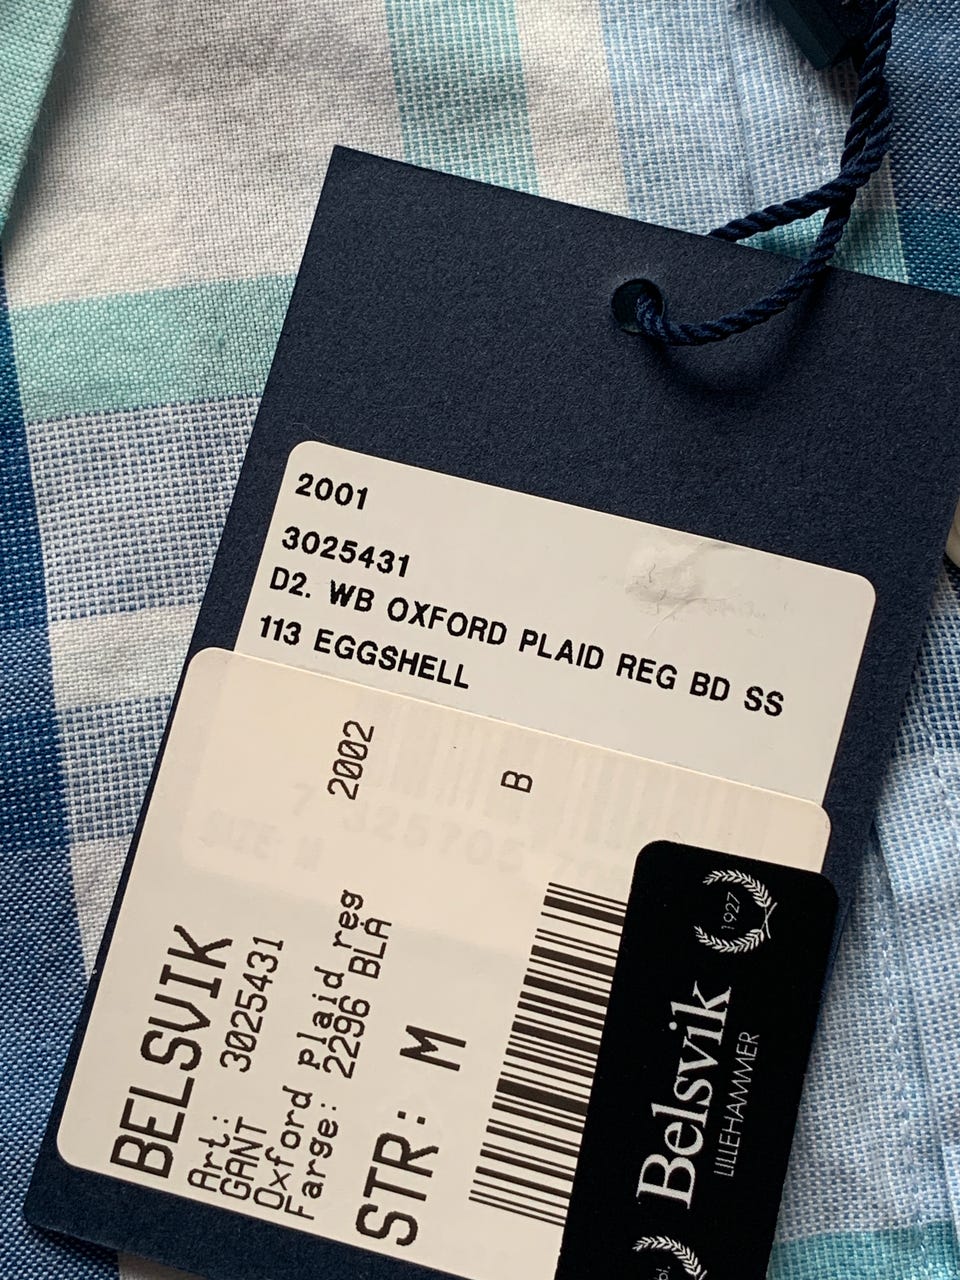 2001
3025431
D2. WB OXFORD PLAID REG BD SS
113 EGGSHELL
2002
B
BELSVIK
Art: 3025431
GANT
Oxford plaid reg
Farge: 2296 BLÅ
STR: M
1927
Belsvik
LILLEHAMMER